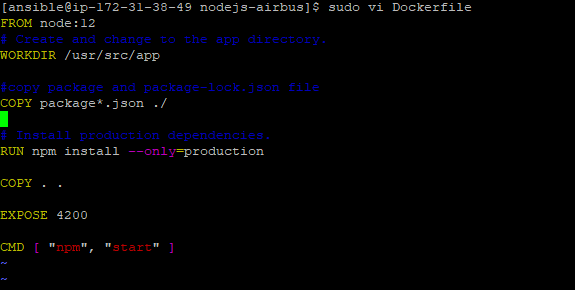 [ansible@ip-172-31-38-49 nodejs-airbus]$ sudo vi Dockerfile
FROM node:12
# Create and change to the app directory.
WORKDIR /usr/src/app
#copy package and package-lock.json file
COPY package*.json ./
# Install production dependencies.
RUN npm install --only=production
COPY . .
EXPOSE 4200
CMD [ "npm", "start" ]
~
~